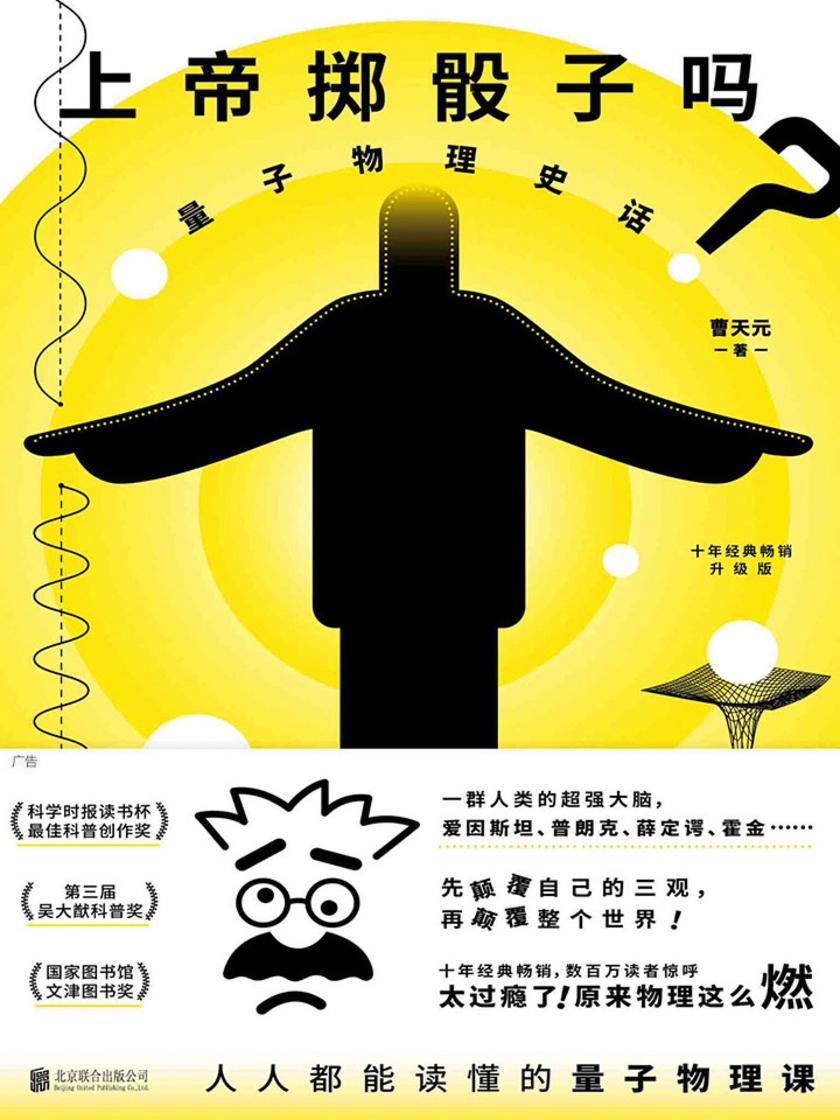 上帝掷骰子吗?
量子物理史话
曹天元
著
十年经典畅销
升级版
广告
科学时报读书杯
最佳科普创作奖
第三届
吴大猷科普奖
国家图书馆
文津图书奖
一群人类的超强大脑，
爱因斯坦、普朗克、薛定谔、霍金……
先颠覆自己的三观，
再颠覆整个世界！
十年经典畅销，数百万读者惊呼
太过瘾了！原来物理这么燃
北京联合出版公司
Beijing United Publishing Co.,Ltd.
人人都能读懂的量子物理课